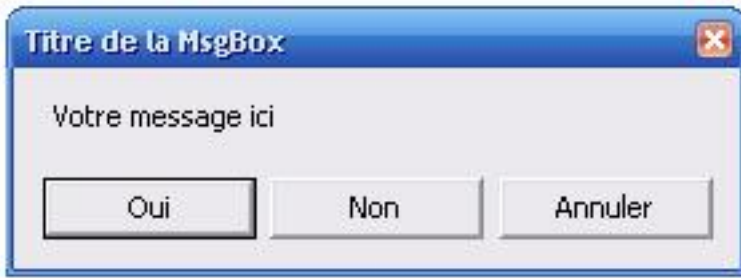 Titre de la MsgBox
Votre message ici
Oui Non Annuler